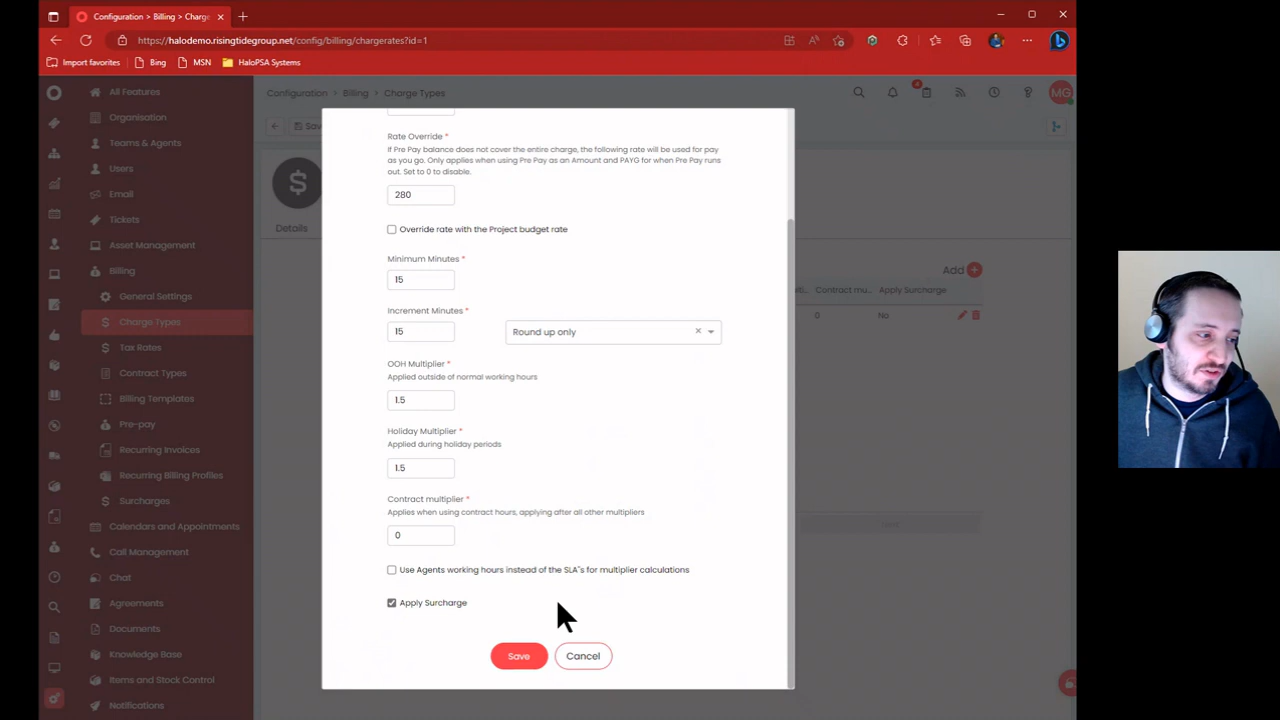 Configuration > Billing > Charge
https://halodemo.risingtidegroup.net/config/billing/chargerates?id=1
Import favorites
Bing
MSN
HaloPSA Systems
All Features
Organisation
Teams & Agents
Users
Email
Tickets
Asset Management
Billing
General Settings
Charge Types
Tax Rates
Contract Types
Billing Templates
Pre-pay
Recurring Invoices
Recurring Billing Profiles
Surcharges
Calendars and Appointments
Call Management
Chat
Agreements
Documents
Knowledge Base
Items and Stock Control
Notifications
Configuration > Billing > Charge Types
4
MG
Details
Rate Override *
If Pre Pay balance does not cover the entire charge, the following rate will be used for pay
as you go. Only applies when using Pre Pay as an Amount and PAYG for when Pre Pay runs
out. Set to 0 to disable.
280
Override rate with the Project budget rate
Minimum Minutes *
15
Increment Minutes *
15
Round up only
OOH Multiplier *
Applied outside of normal working hours
1.5
Holiday Multiplier *
Applied during holiday periods
1.5
Contract multiplier *
Applies when using contract hours, applying after all other multipliers
0
Use Agents working hours instead of the SLA"s for multiplier calculations
Apply Surcharge
Save
Cancel
Add
Contract mu... Apply Surcharge
0 No